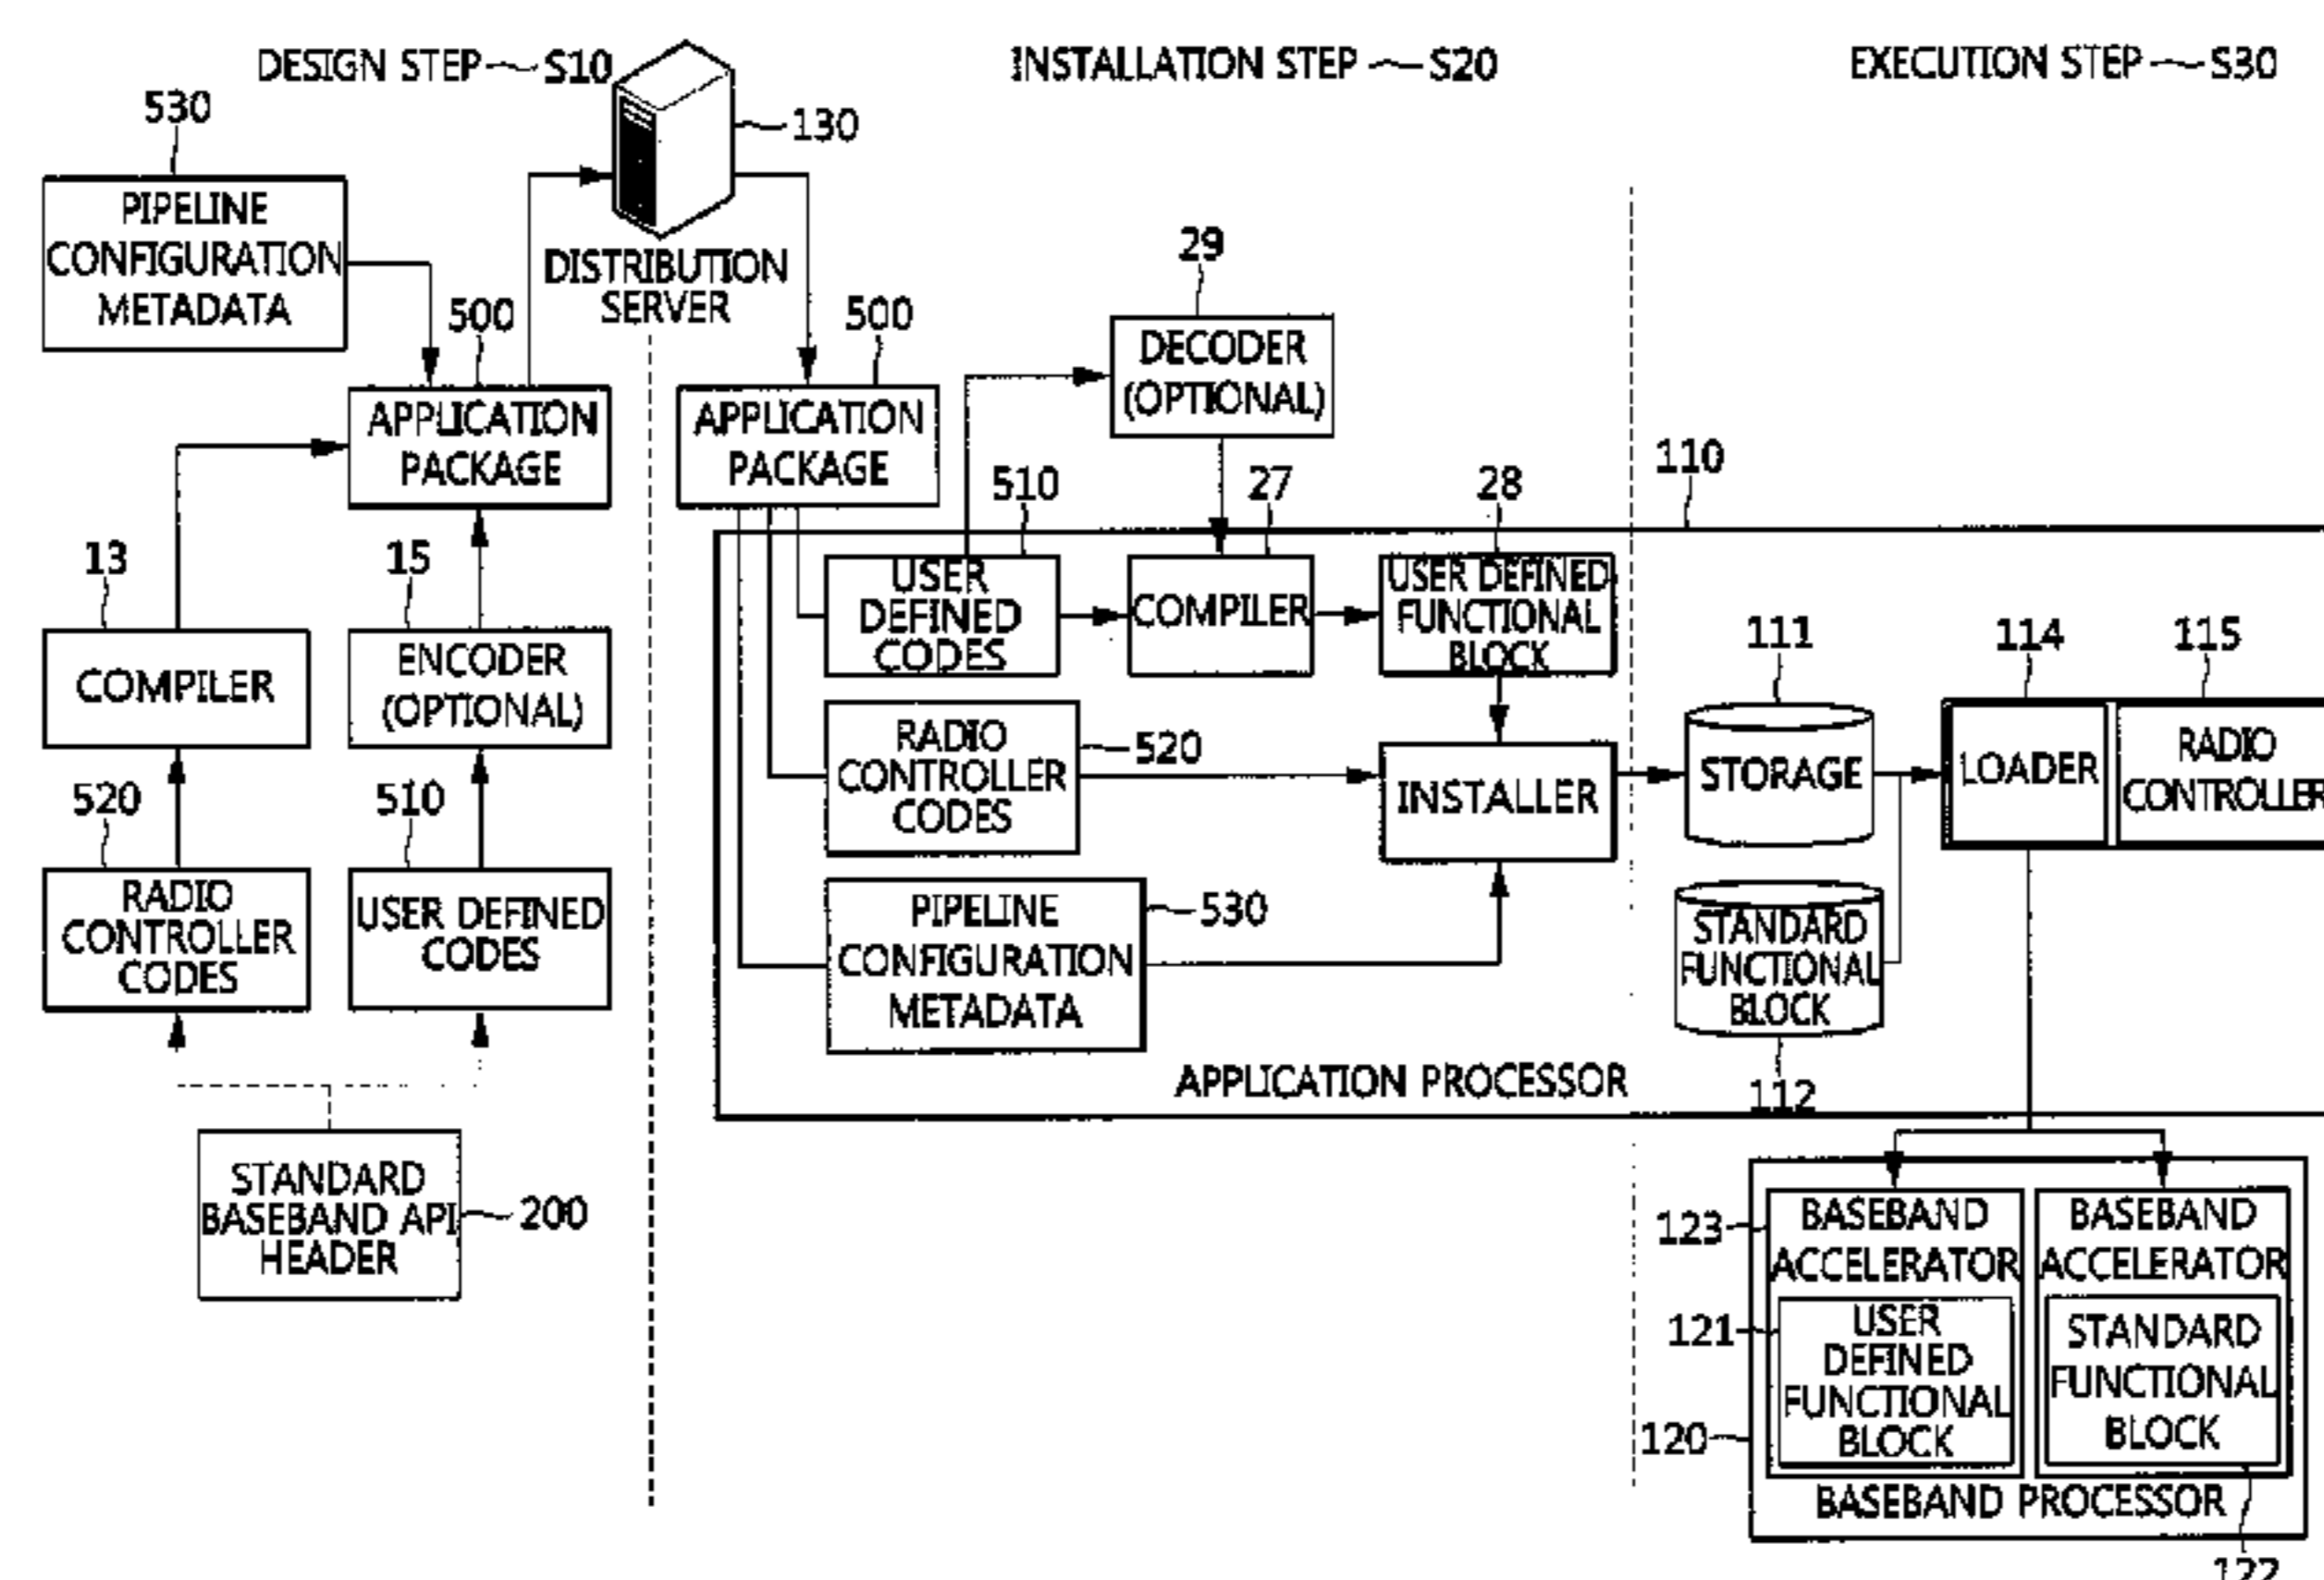 DESIGN STEP S10
INSTALLATION STEP S20
EXECUTION STEP S30
530
PIPELINE
CONFIGURATION
METADATA
130
DISTRIBUTION
SERVER
500
APPLICATION
PACKAGE
13
COMPILER
15
ENCODER
(OPTIONAL)
520
RADIO
CONTROLLER
CODES
510
USER DEFINED
CODES
STANDARD
BASEBAND API
HEADER
200
500
APPLICATION
PACKAGE
29
DECODER
(OPTIONAL)
510
USER
DEFINED
CODES
27
COMPILER
28
USER DEFINED
FUNCTIONAL
BLOCK
RADIO
CONTROLLER
CODES
520
INSTALLER
PIPELINE
CONFIGURATION
METADATA
530
APPLICATION PROCESSOR
110
111
STORAGE
STANDARD
FUNCTIONAL
BLOCK
112
114
LOADER
115
RADIO
CONTROLLER
123
BASEBAND
ACCELERATOR
121
USER
DEFINED
FUNCTIONAL
BLOCK
120
BASEBAND
ACCELERATOR
STANDARD
FUNCTIONAL
BLOCK
BASEBAND PROCESSOR
122